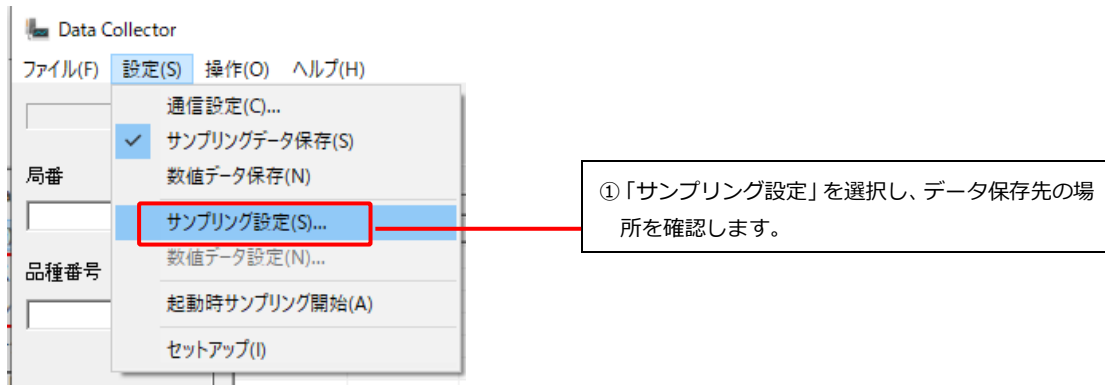 Data Collector
ファイル(F) 設定(S) 操作(O) ヘルプ(H)
通信設定(C)...
サンプリングデータ保存(S)
局番
数値データ保存(N)
サンプリング設定(S)...
数値データ設定(N)...
品種番号
起動時サンプリング開始(A)
セットアップ(I)
①「サンプリング設定」を選択し、データ保存先の場
所を確認します。